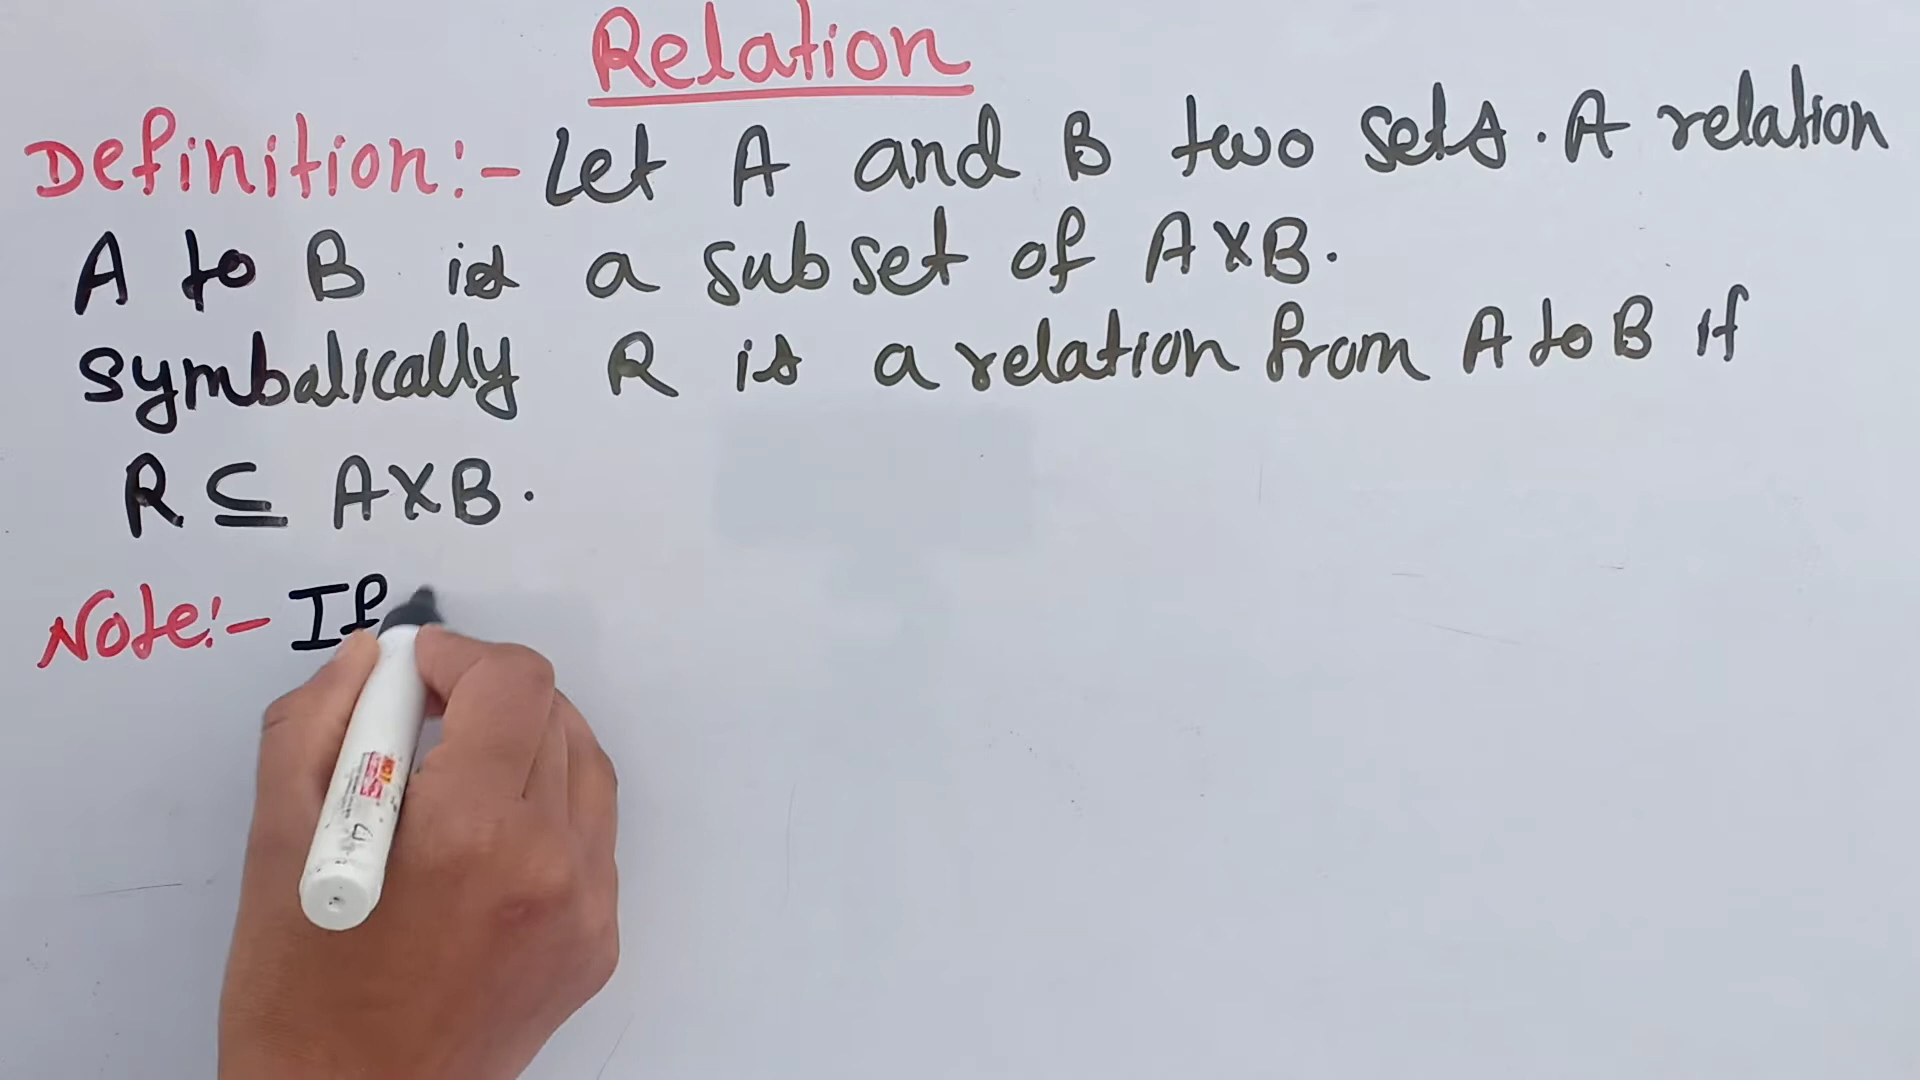 Relation
Definition:- Let A and B two sets. A relation
A to B is a subset of A×B.
Symbalically R is a relation from A to B if
R ⊆ A×B.
Note:- If